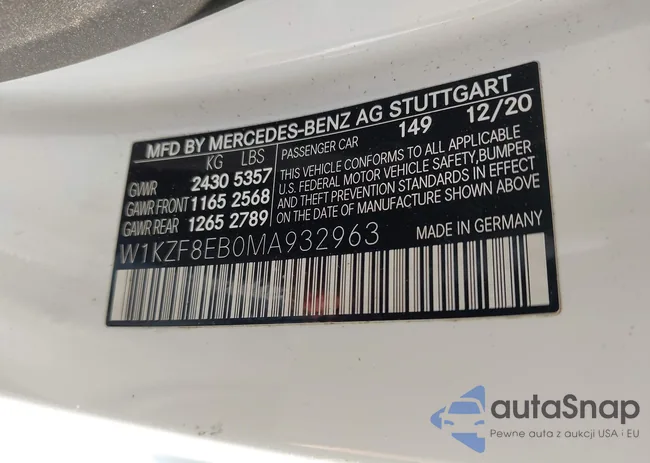 MFD BY MERCEDES-BENZ AG STUTTGART
KG LBS
GVWR 2430 5357
GAWR FRONT 1165 2568
GAWR REAR 1265 2789
PASSENGER CAR 149 12/20
THIS VEHICLE CONFORMS TO ALL APPLICABLE
U.S. FEDERAL MOTOR VEHICLE SAFETY, BUMPER
AND THEFT PREVENTION STANDARDS IN EFFECT
ON THE DATE OF MANUFACTURE SHOWN ABOVE
W1KZF8EB0MA932963
MADE IN GERMANY
autaSnap
Pewne auta z aukcji USA i EU